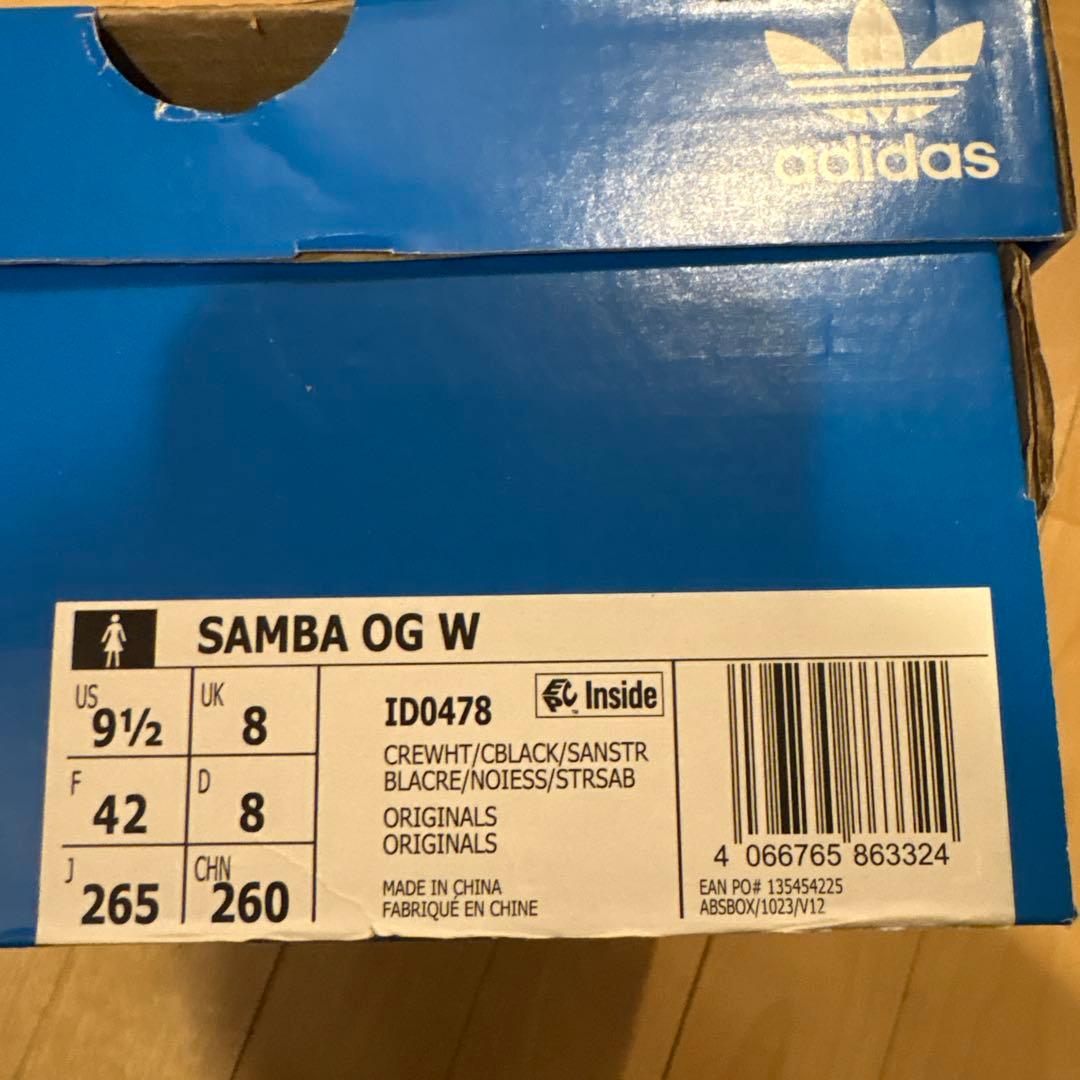 adidas
SAMBA OG W
US
9½
UK
8
F
42
D
8
J
265
CHN
260
ID0478
EPC Inside
CREWHT/CBLACK/SANSTR
BLACRE/NOIESS/STRSAB
ORIGINALS
ORIGINALS
MADE IN CHINA
FABRIQUÉ EN CHINE
4 066765 863324
EAN PO# 135454225
ABSBOX/1023/V12